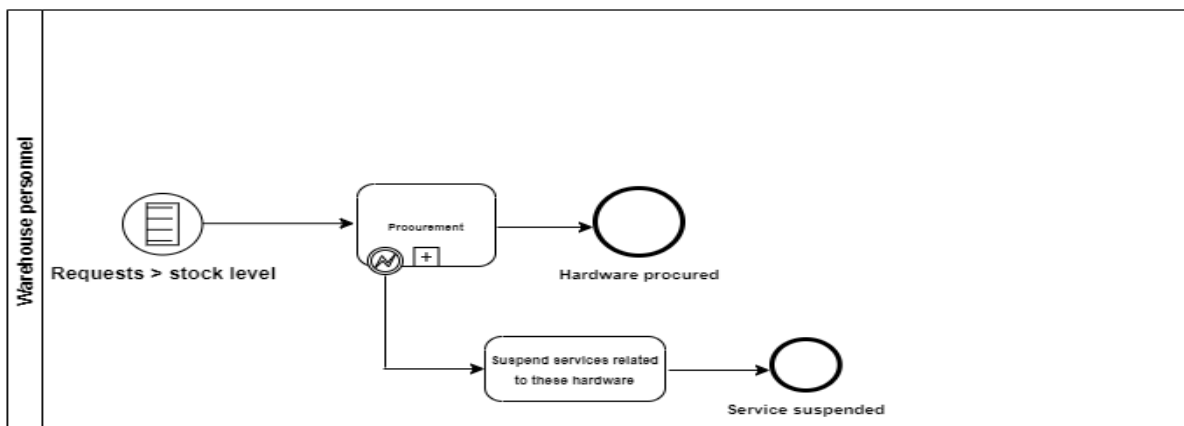 Warehouse personnel
Procurement
Requests > stock level
Hardware procured
Suspend services related
to these hardware
Service suspended